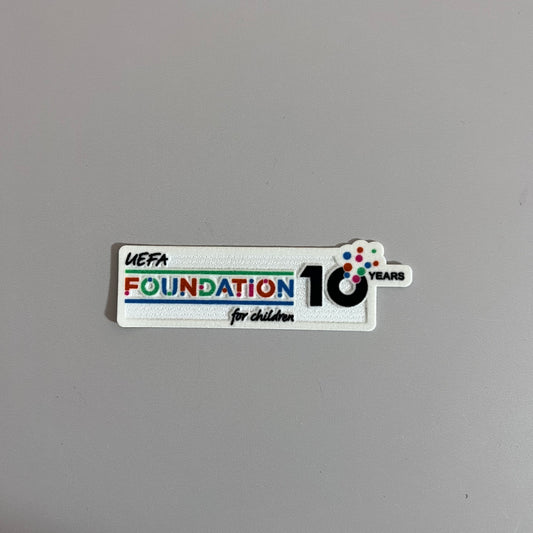 UEFA
FOUNDATION
for children
10 YEARS